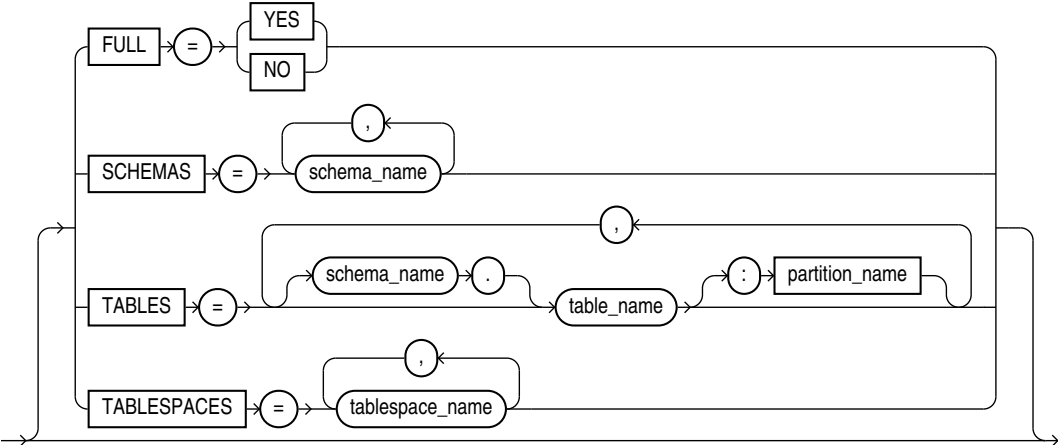 YES
FULL =
NO
,
SCHEMAS = schema_name
,
schema_name . : partition_name
TABLES = table_name
,
TABLESPACES = tablespace_name